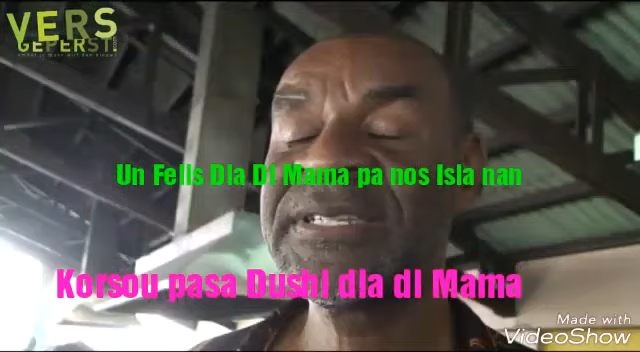 VERS
GEPERST!
Un Felis Dia Di Mama pa nos Isla nan
Korsou pasa Dushi dia di Mama
Made with
VideoShow